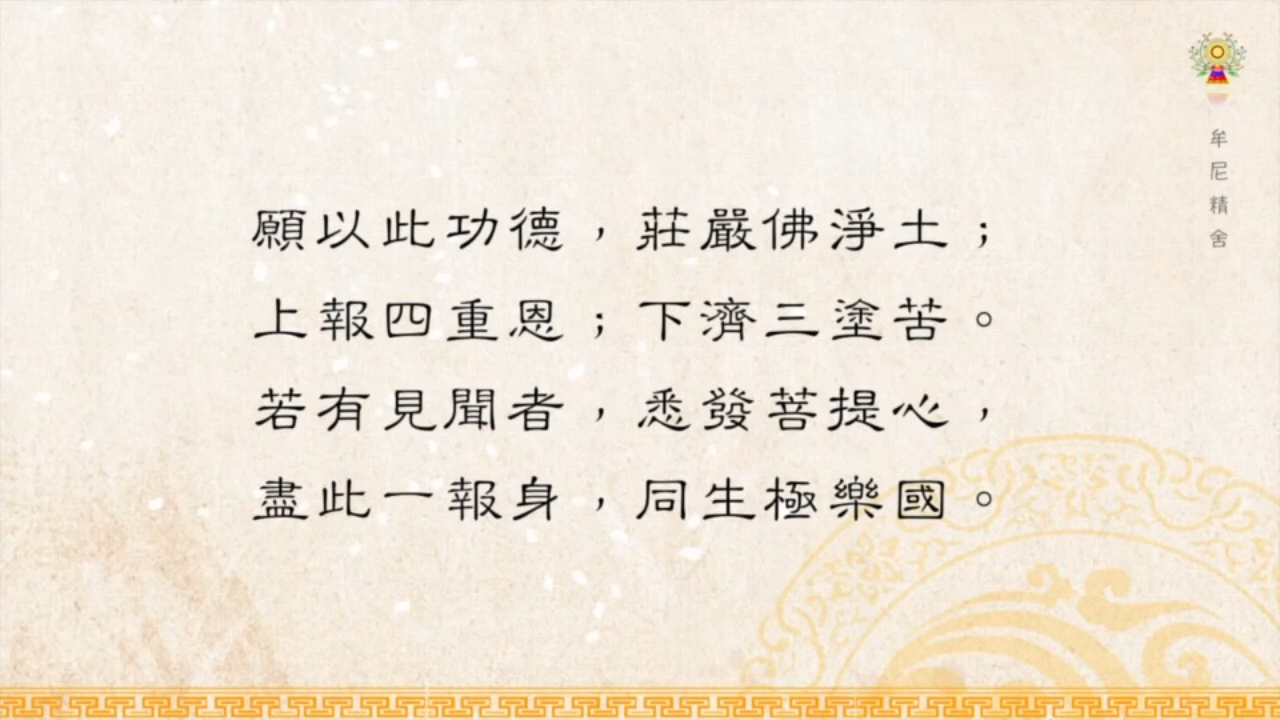 願以此功德，莊嚴佛淨土；
上報四重恩；下濟三塗苦。
若有見聞者，悉發菩提心，
盡此一報身，同生極樂國。
牟尼精舍